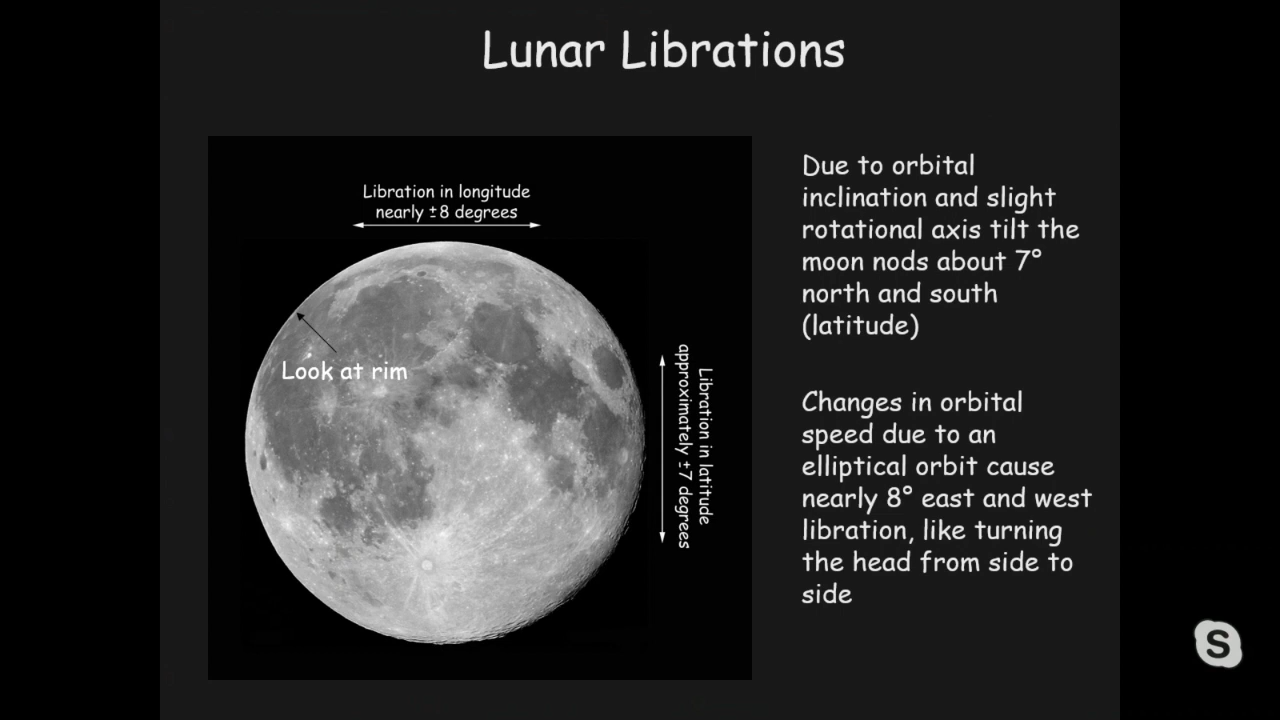 Lunar Librations
Libration in longitude
nearly ±8 degrees
Look at rim
Libration in latitude
approximately ±7 degrees
Due to orbital
inclination and slight
rotational axis tilt the
moon nods about 7°
north and south
(latitude)
Changes in orbital
speed due to an
elliptical orbit cause
nearly 8° east and west
libration, like turning
the head from side to
side
S